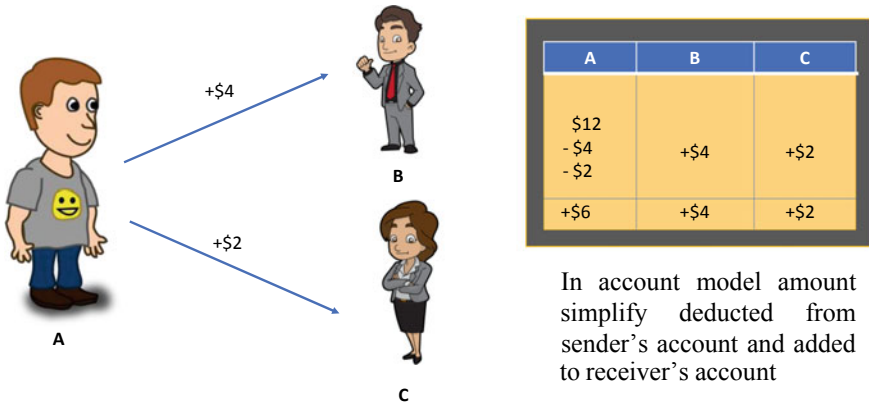 +$4
B
+$2
A
C
A B C
$12
- $4
- $2
+$4 +$2
+$6 +$4 +$2
In account model amount
simplify deducted from
sender’s account and added
to receiver’s account